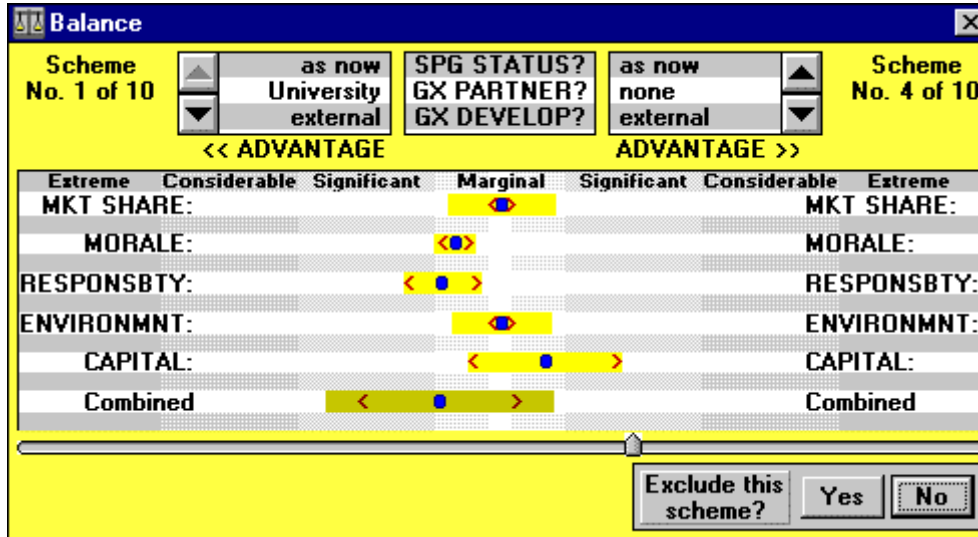 Balance
Scheme
No. 1 of 10
as now
University
external
SPG STATUS?
GX PARTNER?
GX DEVELOP?
as now
none
external
Scheme
No. 4 of 10
<< ADVANTAGE
ADVANTAGE >>
Extreme Considerable Significant Marginal Significant Considerable Extreme
MKT SHARE: MKT SHARE:
MORALE: MORALE:
RESPONSBTY: RESPONSBTY:
ENVIRONMNT: ENVIRONMNT:
CAPITAL: CAPITAL:
Combined Combined
Exclude this
scheme?
Yes
No